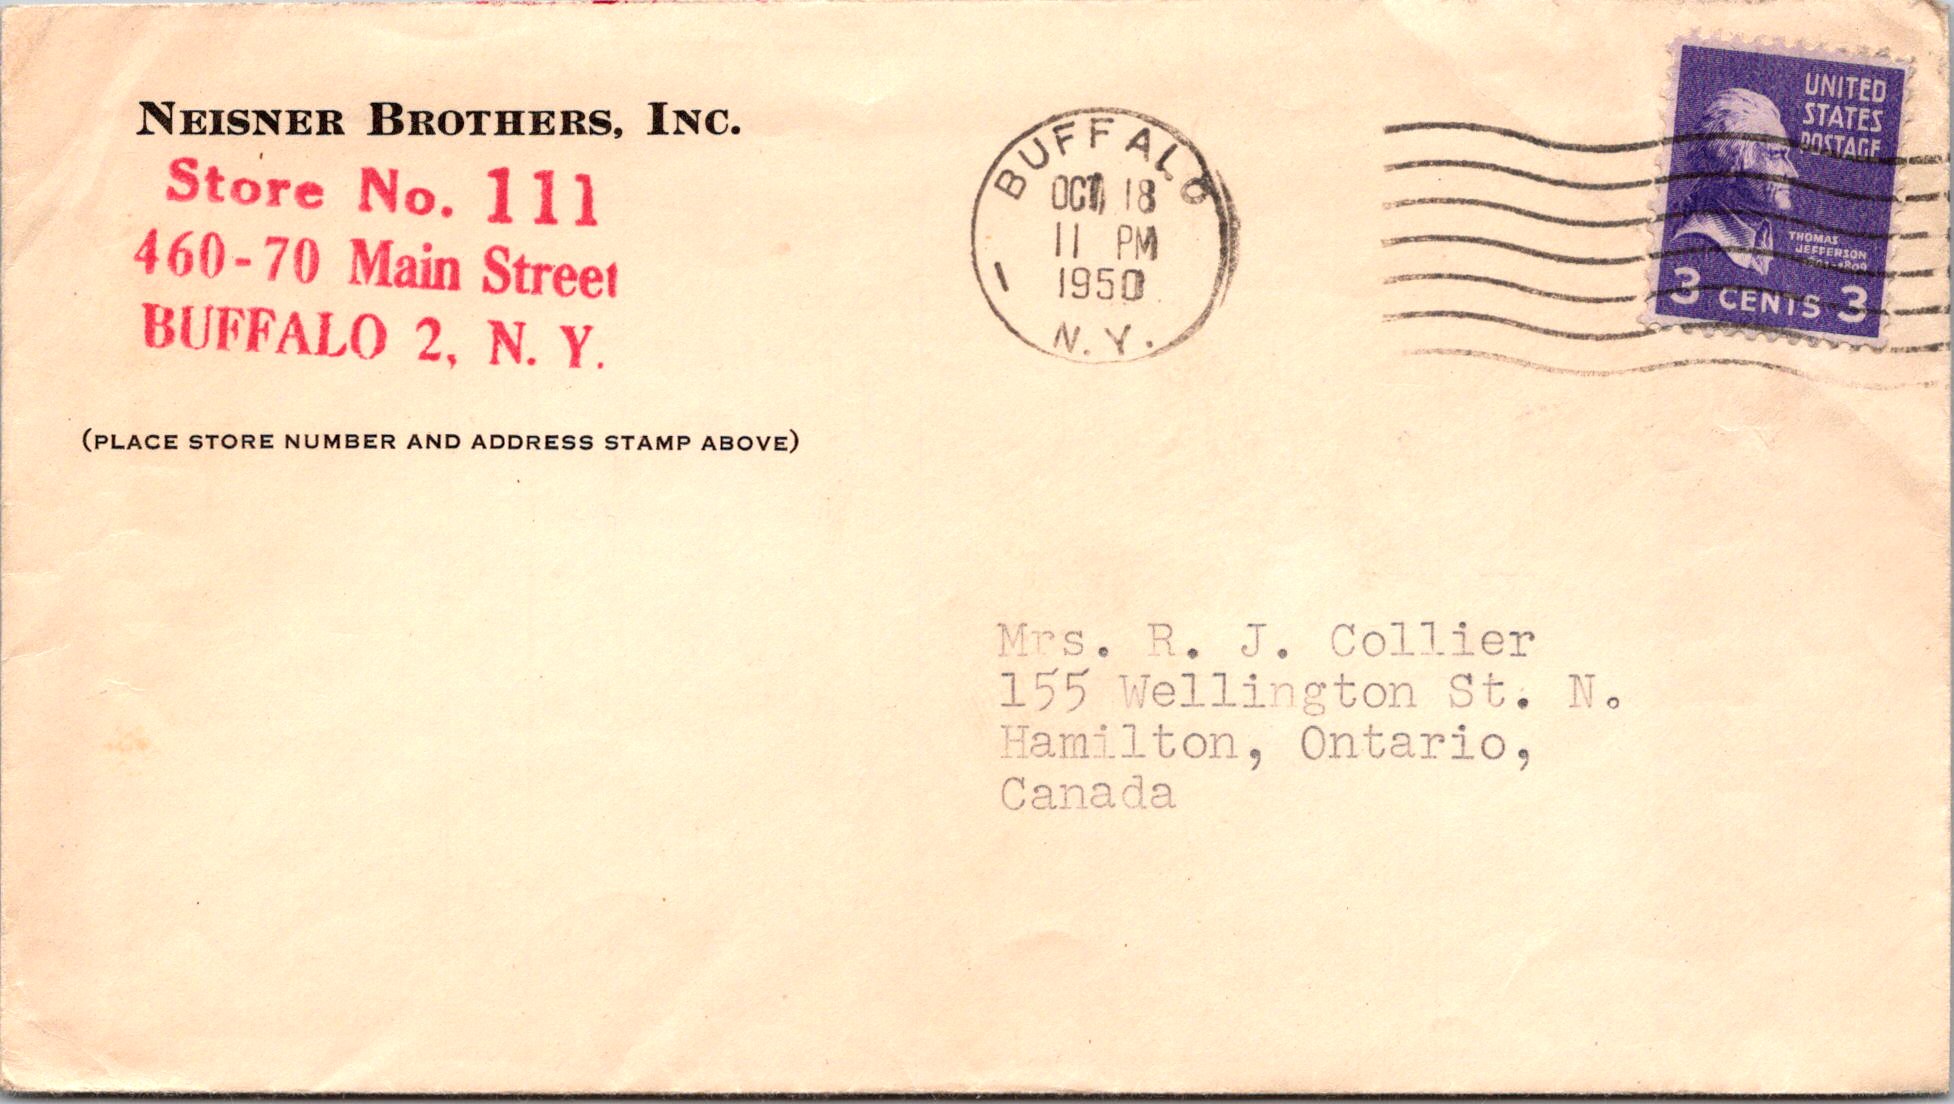 NEISNER BROTHERS, INC.
Store No. 111
460-70 Main Street
BUFFALO 2, N. Y.
(PLACE STORE NUMBER AND ADDRESS STAMP ABOVE)
BUFFALO
OCT 18
11 PM
1950
1
N.Y.
UNITED
STATES
POSTAGE
THOMAS
JEFFERSON
3 CENTS 3
Mrs. R. J. Collier
155 Wellington St. N.
Hamilton, Ontario,
Canada